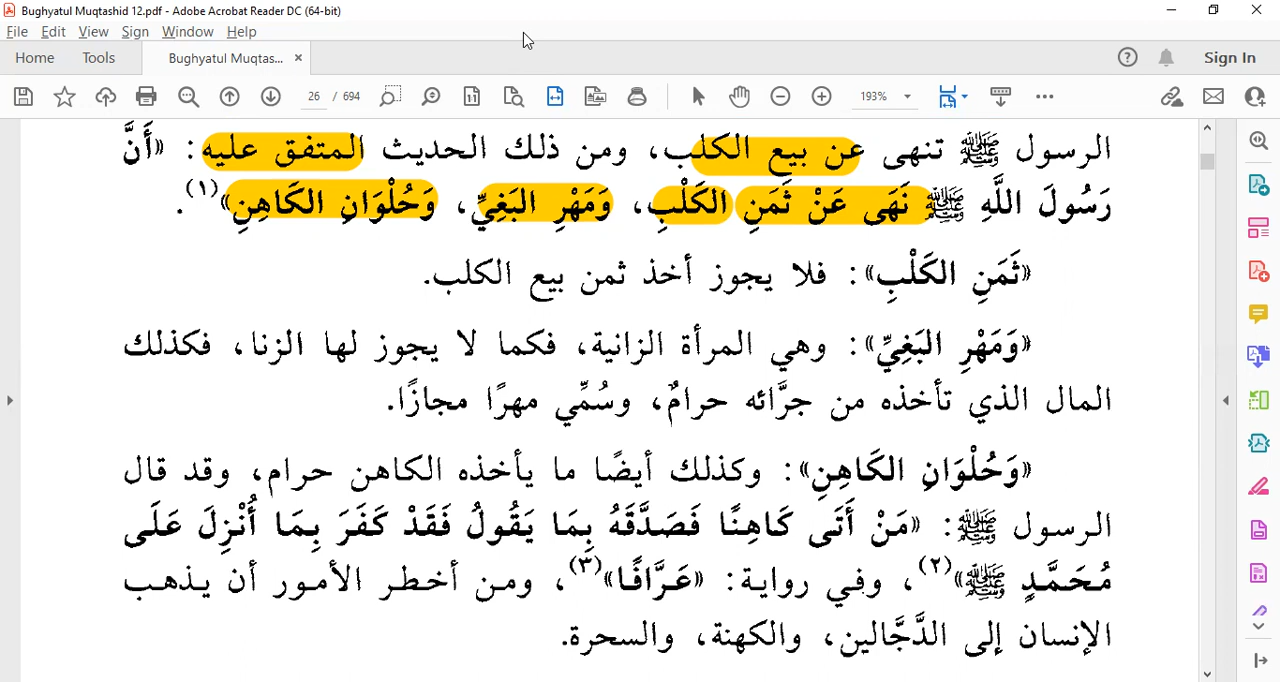 Bughyatul Muqtashid 12.pdf - Adobe Acrobat Reader DC (64-bit)
File Edit View Sign Window Help
Home Tools Bughyatul Muqtas... × Sign In
26 / 694 193%
الرسول ﷺ تنهى عن بيع الكلب، ومن ذلك الحديث المتفق عليه: «أَنَّ
رَسُولَ اللَّهِ ﷺ نَهَى عَنْ ثَمَنِ الكَلْبِ، وَمَهْرِ البَغِيِّ، وَحُلْوَانِ الكَاهِنِ»(١).
«ثَمَنِ الكَلْبِ»: فلا يجوز أخذ ثمن بيع الكلب.
«وَمَهْرِ البَغِيِّ»: وهي المرأة الزانية، فكما لا يجوز لها الزنا، فكذلك
المال الذي تأخذه من جرَّائه حرامٌ، وسُمِّي مهرًا مجازًا.
«وَحُلْوَانِ الكَاهِنِ»: وكذلك أيضًا ما يأخذه الكاهن حرام، وقد قال
الرسول ﷺ: «مَنْ أَتَى كَاهِنًا فَصَدَّقَهُ بِمَا يَقُولُ فَقَدْ كَفَرَ بِمَا أُنْزِلَ عَلَى
مُحَمَّدٍ ﷺ»(٢)، وفي رواية: «عَرَّافًا»(٣)، ومن أخطر الأمور أن يذهب
الإنسان إلى الدَّجَّالين، والكهنة، والسحرة.